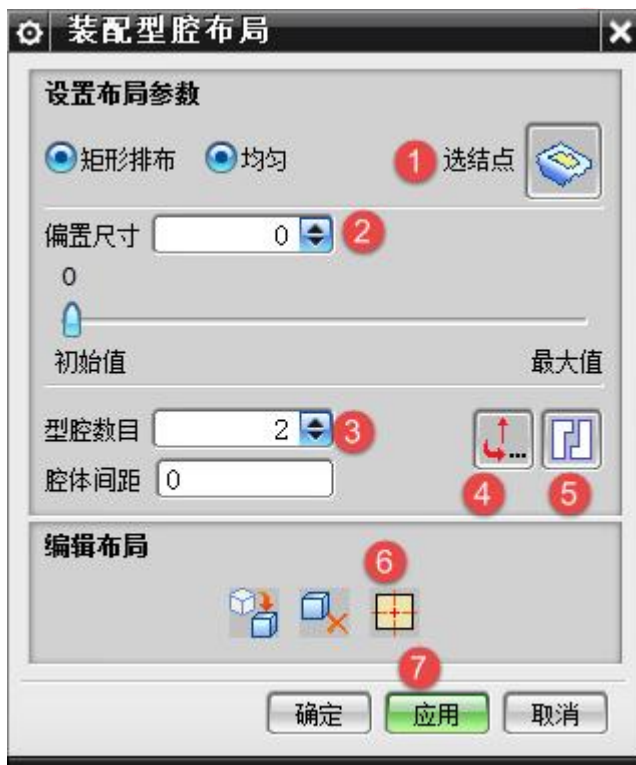 装配型腔布局
设置布局参数
矩形排布 均匀 1 选结点
偏置尺寸 0 2
0
初始值 最大值
型腔数目 2 3
腔体间距 0
4 5
编辑布局
6
7
确定 应用 取消